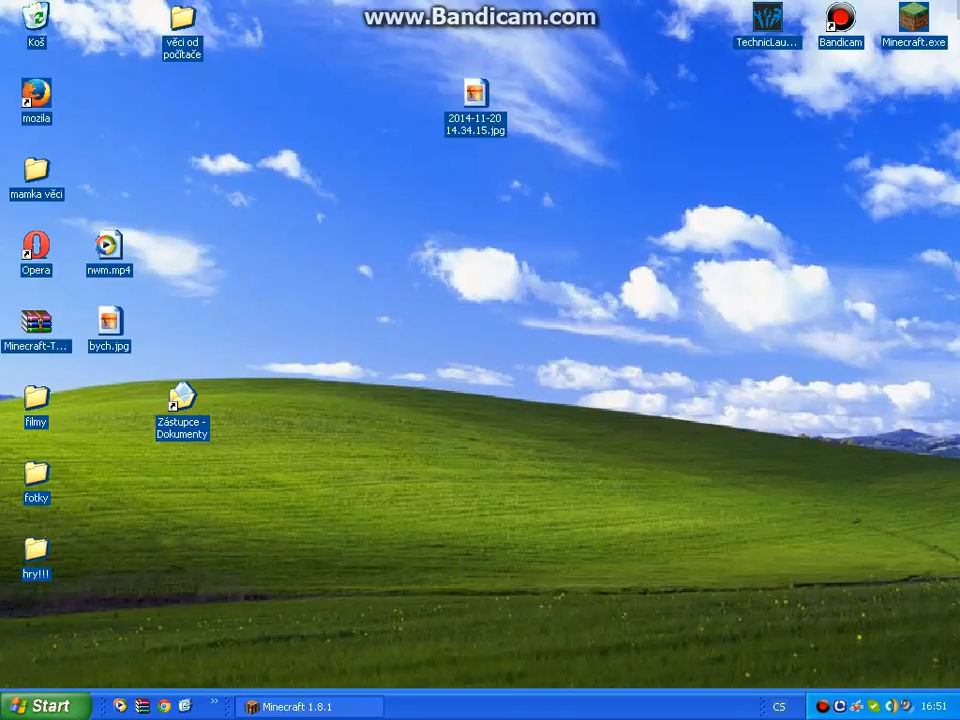 www.Bandicam.com
Koš
věci od
počítače
TechnicLau...
Bandicam
Minecraft.exe
mozila
2014-11-20
14.34.15.jpg
mamka věci
Opera
nwm.mp4
Minecraft-T...
bych.jpg
filmy
Zástupce -
Dokumenty
fotky
hry!!!
Start
Minecraft 1.8.1
CS
16:51